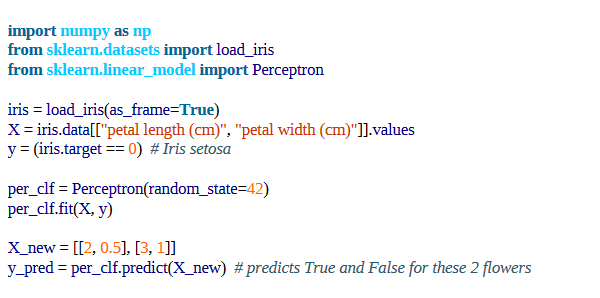 import numpy as np
from sklearn.datasets import load_iris
from sklearn.linear_model import Perceptron
iris = load_iris(as_frame=True)
X = iris.data[["petal length (cm)", "petal width (cm)"]].values
y = (iris.target == 0)  # Iris setosa
per_clf = Perceptron(random_state=42)
per_clf.fit(X, y)
X_new = [[2, 0.5], [3, 1]]
y_pred = per_clf.predict(X_new)  # predicts True and False for these 2 flowers